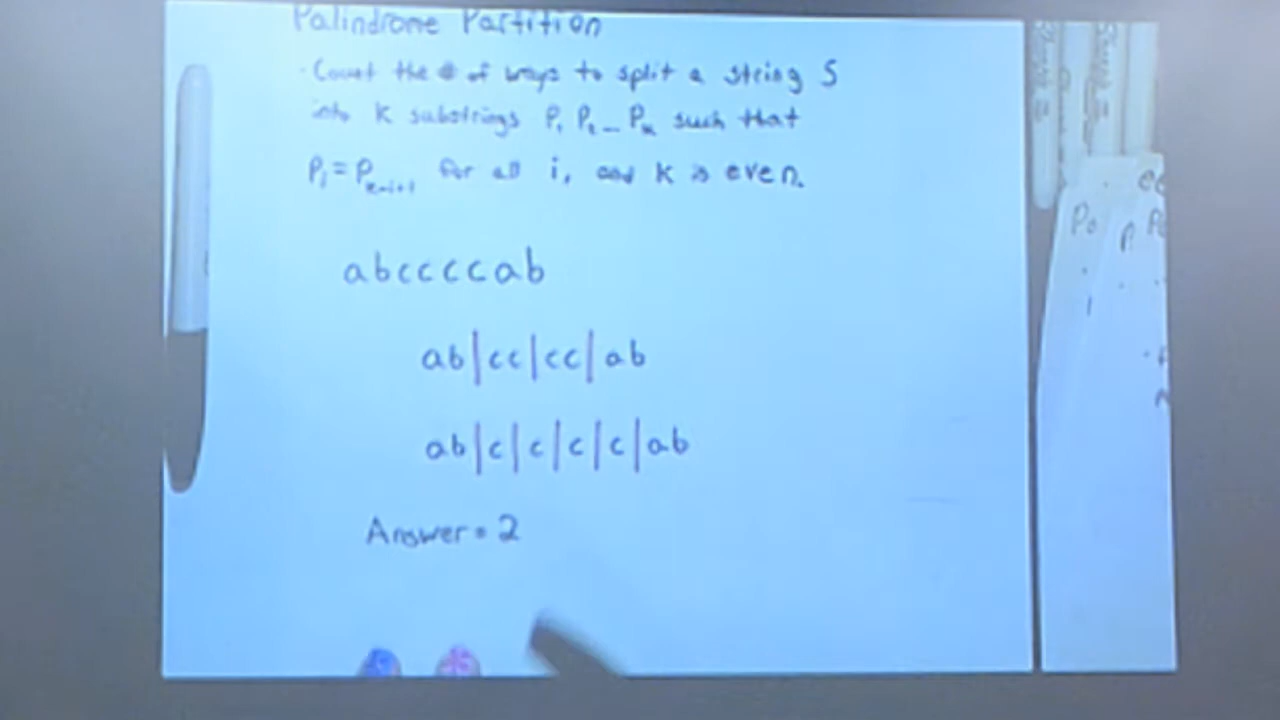 Palindrome Partition
· Count the # of ways to split a string S
into K substrings P₁ P₂ – Pₖ such that
Pᵢ = Pₖ₋ᵢ₊₁ for all i, and K is even.
abccccab
ab|cc|cc|ab
ab|c|c|c|c|ab
Answer = 2